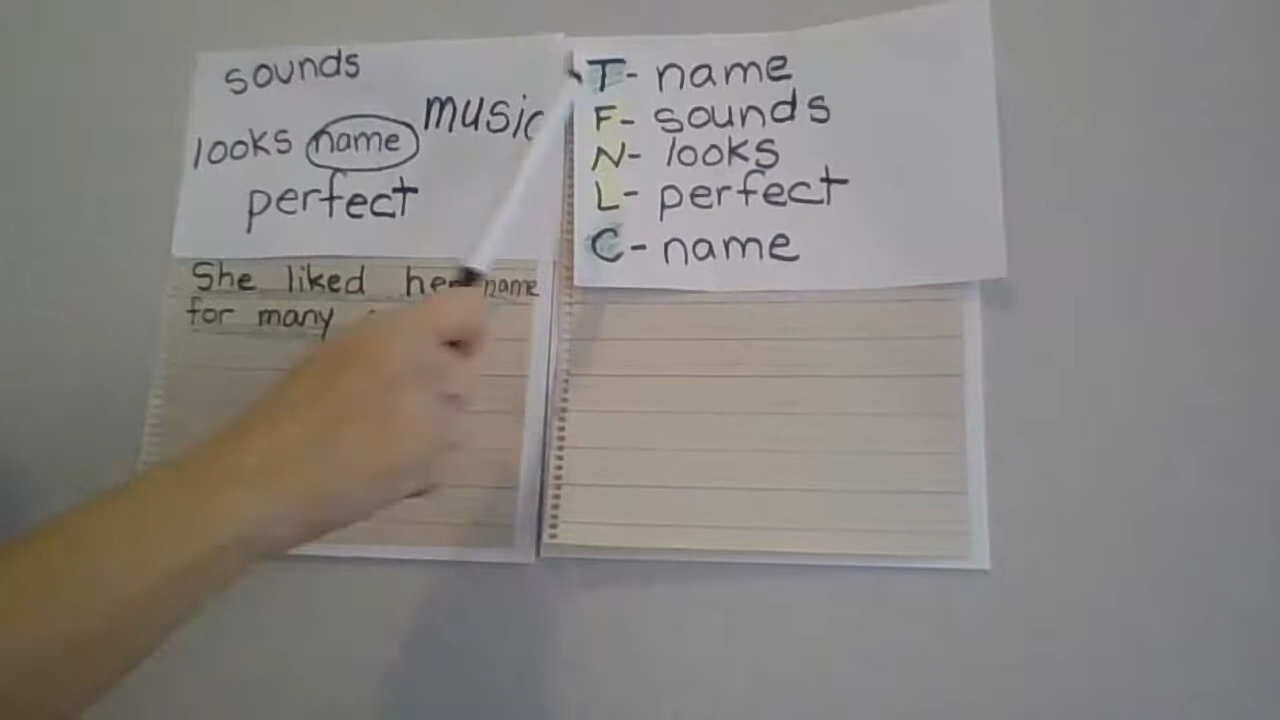 sounds
music
looks name
perfect
She liked her name
for many
T- name
F- sounds
N- looks
L- perfect
C- name